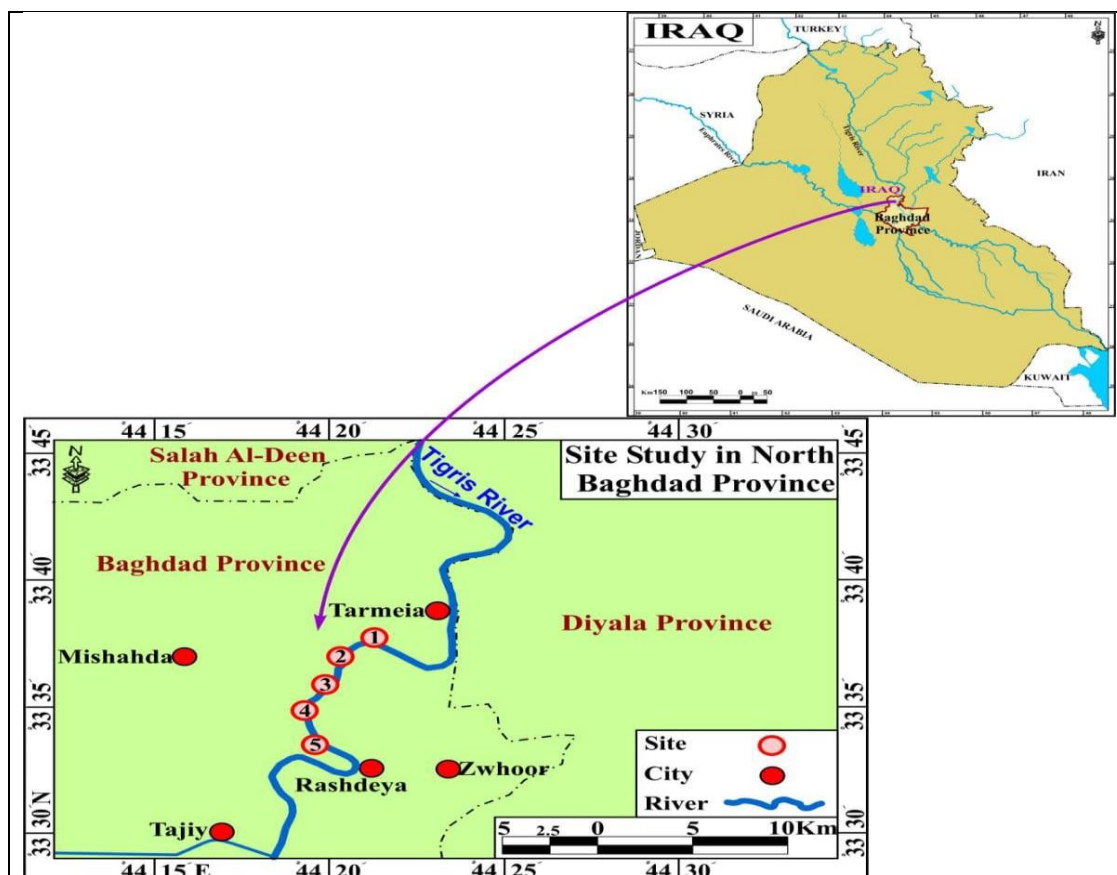 IRAQ
TURKEY
SYRIA
Euphrates River
Tigris River
IRAN
IRAQ
Baghdad
Province
JORDAN
SAUDI ARABIA
KUWAIT
Km150 100 50 0 50
44 15
44 20
44 25
44 30
33 45
33 45
N
Salah Al-Deen
Province
Tigris River
Site Study in North
Baghdad Province
33 40
33 40
Baghdad Province
Tarmeia
Diyala Province
Mishahda
1
2
3
4
5
33 35
33 35
Site
City
River
Rashdeya
Zwhoor
Tajiy
33 30 N
33 30
5 2.5 0 5 10Km
44 15 E
44 20
44 25
44 30